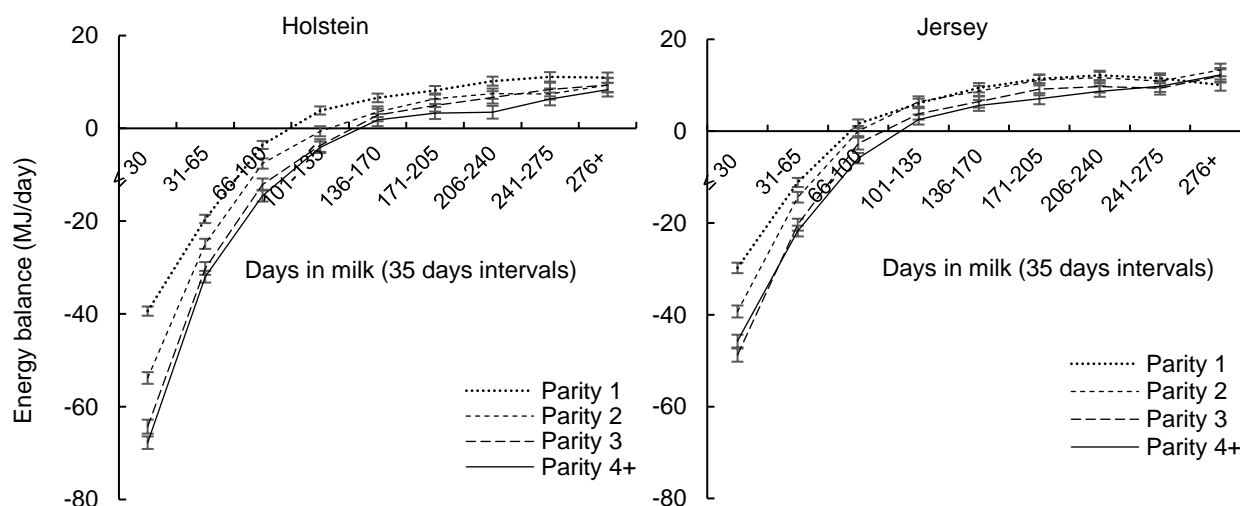 Holstein
Energy balance (MJ/day)
20
0
-20
-40
-60
-80
≤ 30
31-65
66-100
101-135
136-170
171-205
206-240
241-275
276+
Days in milk (35 days intervals)
Parity 1
Parity 2
Parity 3
Parity 4+
Jersey
20
0
-20
-40
-60
-80
≤ 30
31-65
66-100
101-135
136-170
171-205
206-240
241-275
276+
Days in milk (35 days intervals)
Parity 1
Parity 2
Parity 3
Parity 4+